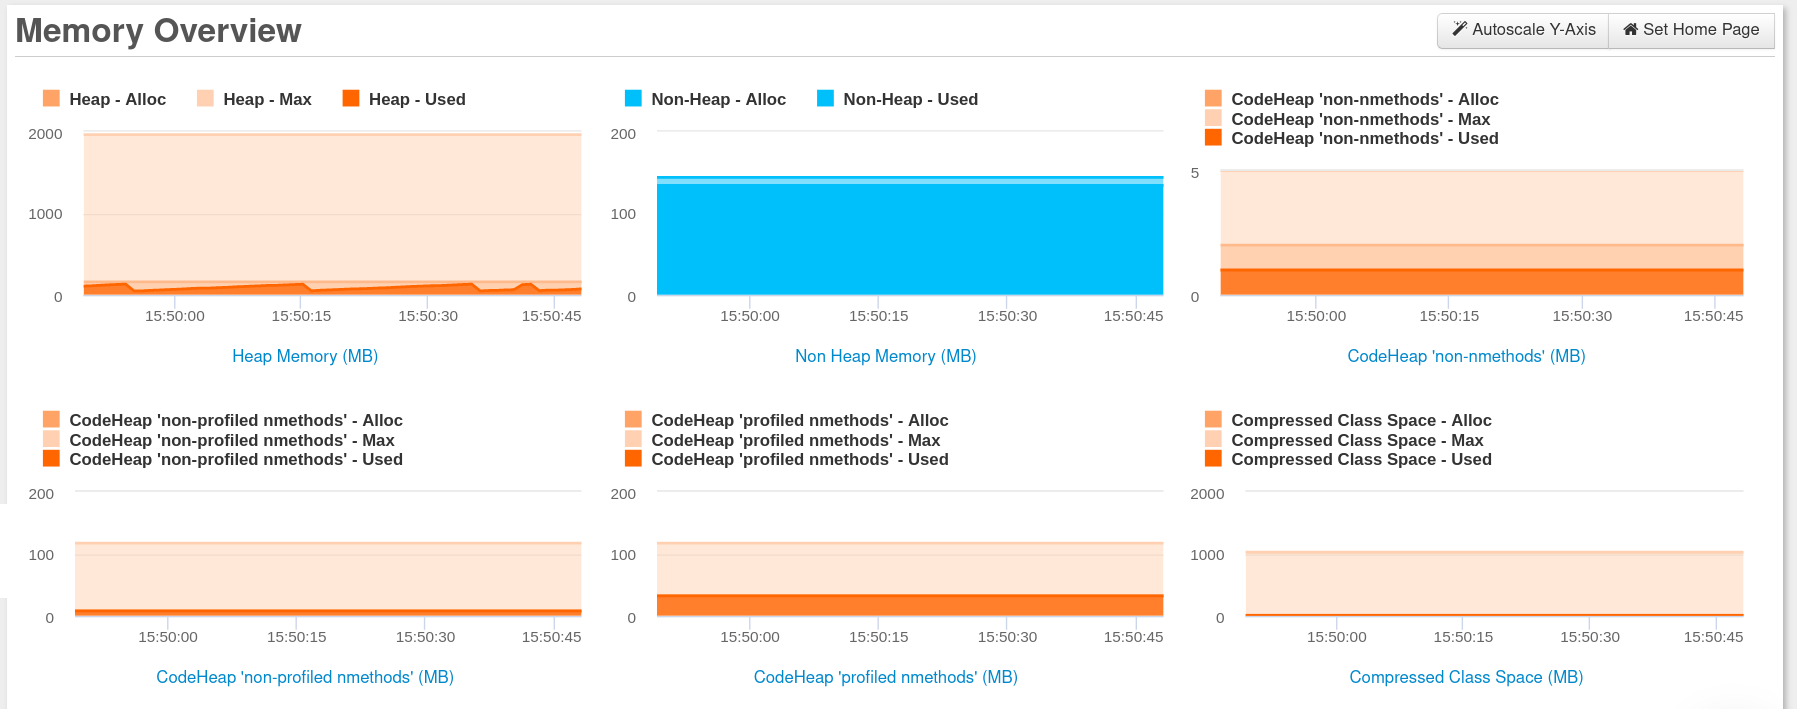 Memory Overview
Autoscale Y-Axis Set Home Page
Heap - Alloc Heap - Max Heap - Used
2000
1000
0
15:50:00 15:50:15 15:50:30 15:50:45
Heap Memory (MB)
Non-Heap - Alloc Non-Heap - Used
200
100
0
15:50:00 15:50:15 15:50:30 15:50:45
Non Heap Memory (MB)
CodeHeap 'non-nmethods' - Alloc
CodeHeap 'non-nmethods' - Max
CodeHeap 'non-nmethods' - Used
5
0
15:50:00 15:50:15 15:50:30 15:50:45
CodeHeap 'non-nmethods' (MB)
CodeHeap 'non-profiled nmethods' - Alloc
CodeHeap 'non-profiled nmethods' - Max
CodeHeap 'non-profiled nmethods' - Used
200
100
0
15:50:00 15:50:15 15:50:30 15:50:45
CodeHeap 'non-profiled nmethods' (MB)
CodeHeap 'profiled nmethods' - Alloc
CodeHeap 'profiled nmethods' - Max
CodeHeap 'profiled nmethods' - Used
200
100
0
15:50:00 15:50:15 15:50:30 15:50:45
CodeHeap 'profiled nmethods' (MB)
Compressed Class Space - Alloc
Compressed Class Space - Max
Compressed Class Space - Used
2000
1000
0
15:50:00 15:50:15 15:50:30 15:50:45
Compressed Class Space (MB)